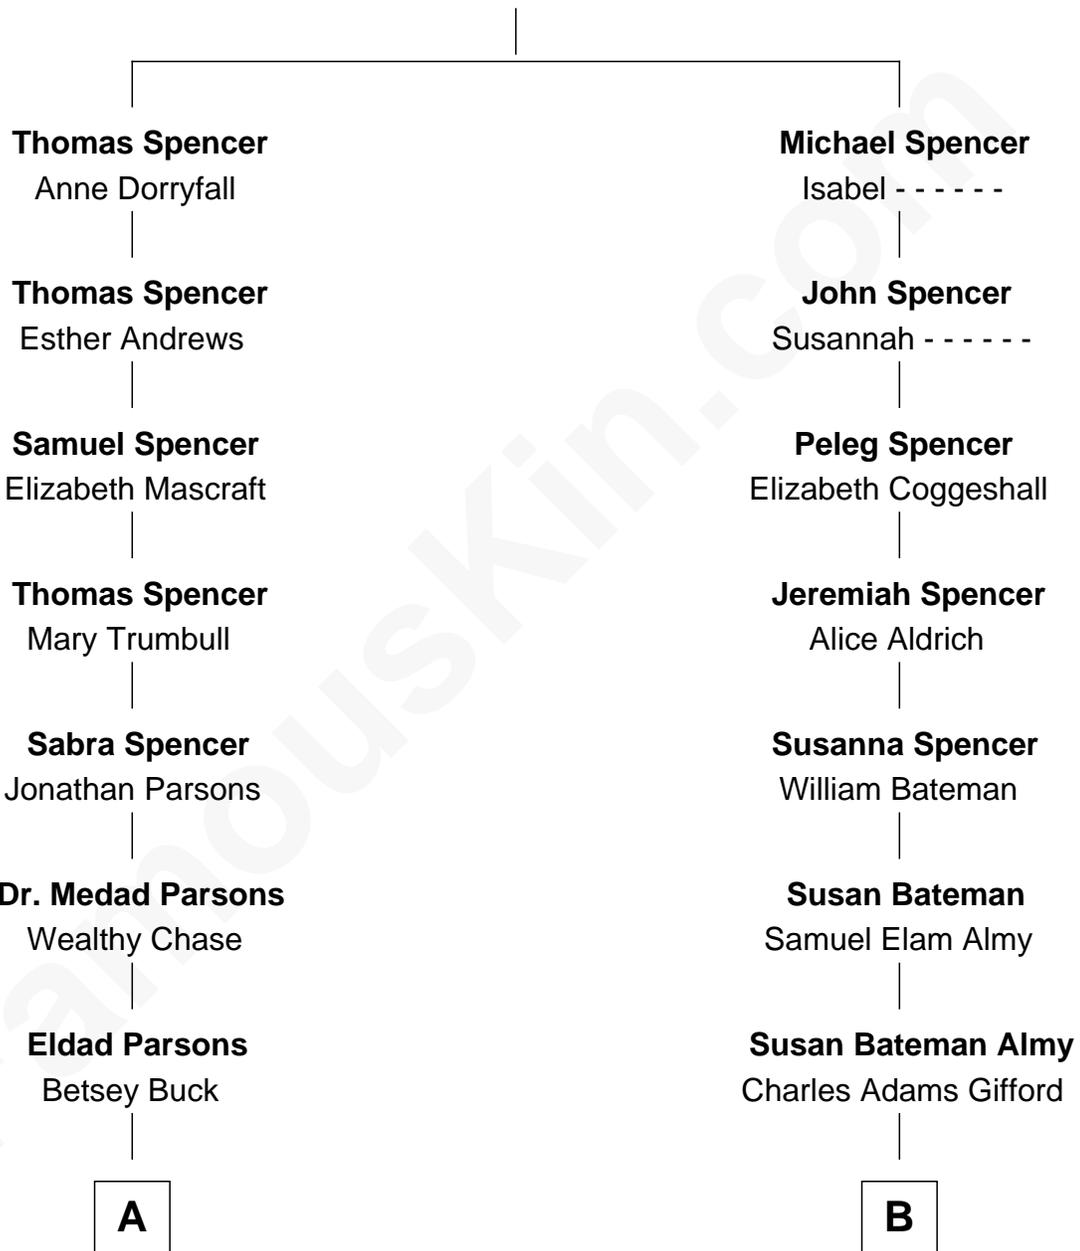 Thomas Spencer
Anne Dorryfall
Thomas Spencer
Esther Andrews
Samuel Spencer
Elizabeth Mascraft
Thomas Spencer
Mary Trumbull
Sabra Spencer
Jonathan Parsons
Dr. Medad Parsons
Wealthy Chase
Eldad Parsons
Betsey Buck
A
Michael Spencer
Isabel - - - - - -
John Spencer
Susannah - - - - - -
Peleg Spencer
Elizabeth Coggeshall
Jeremiah Spencer
Alice Aldrich
Susanna Spencer
William Bateman
Susan Bateman
Samuel Elam Almy
Susan Bateman Almy
Charles Adams Gifford
B
amouskin.com